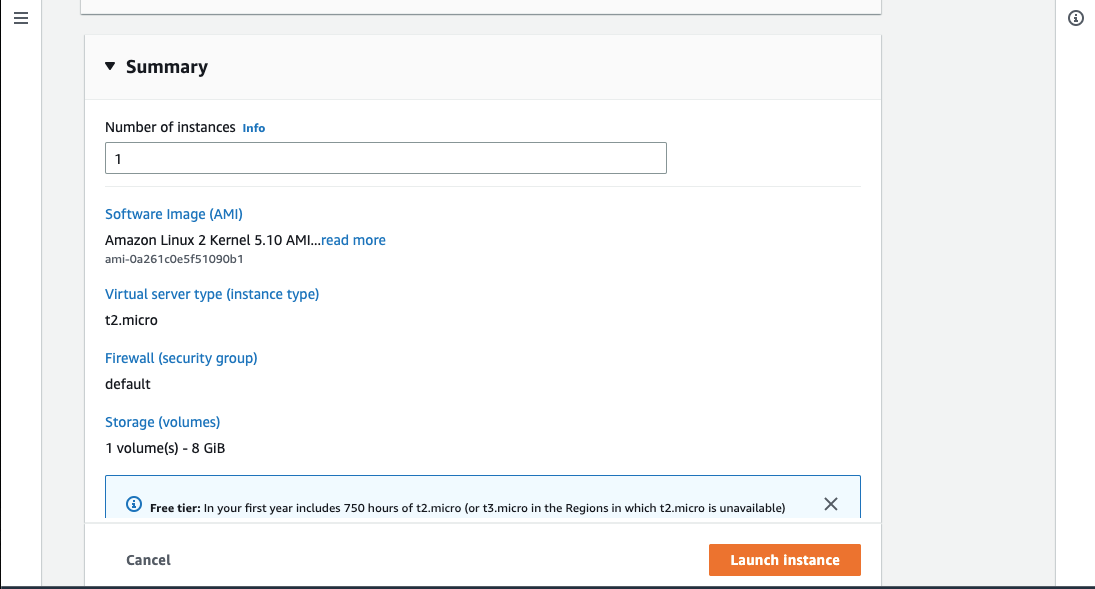 Summary
Number of instances Info
1
Software Image (AMI)
Amazon Linux 2 Kernel 5.10 AMI...read more
ami-0a261c0e5f51090b1
Virtual server type (instance type)
t2.micro
Firewall (security group)
default
Storage (volumes)
1 volume(s) - 8 GiB
Free tier: In your first year includes 750 hours of t2.micro (or t3.micro in the Regions in which t2.micro is unavailable)
Cancel
Launch instance